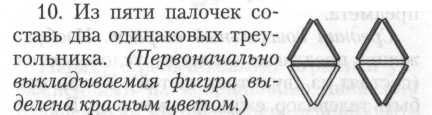 10. Из пяти палочек со-
ставь два одинаковых треу-
гольника. (Первоначально
выкладываемая фигура вы-
делена красным цветом.)